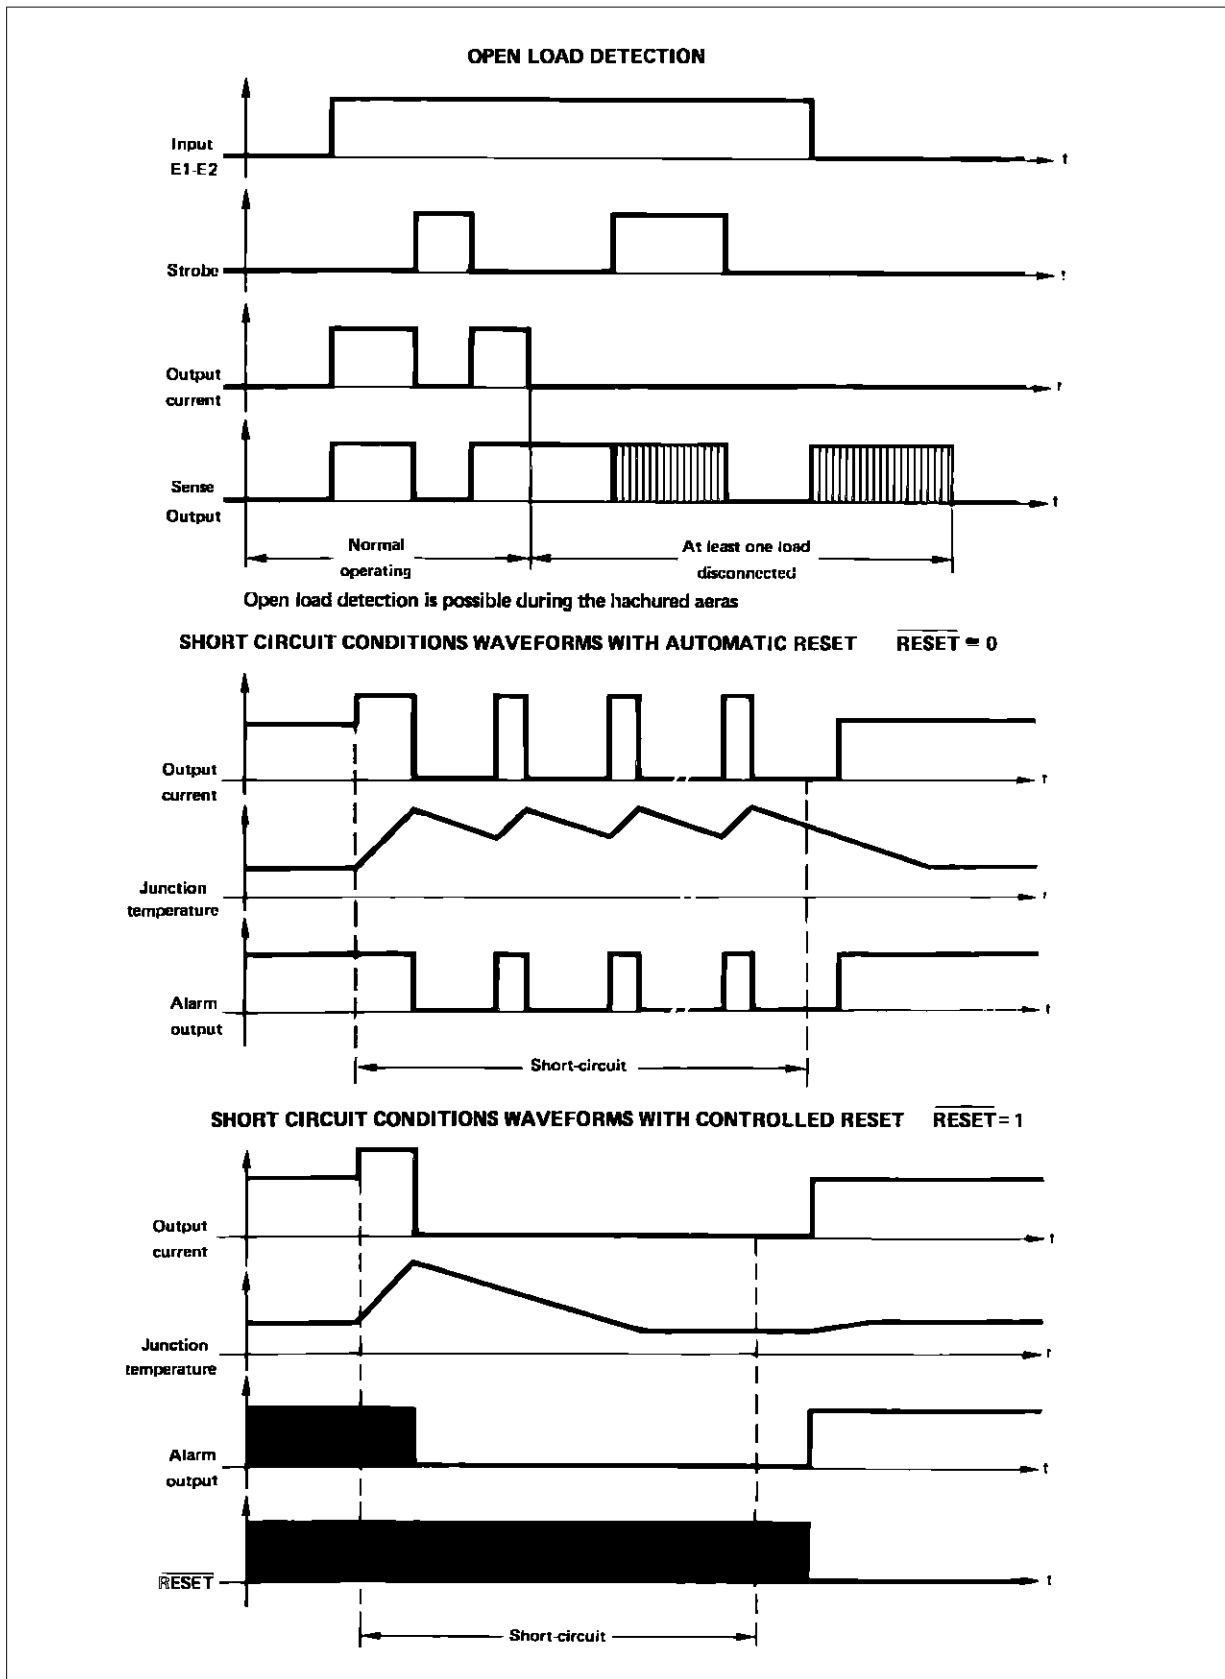 OPEN LOAD DETECTION
Input
E1-E2
t
Strobe
t
Output
current
t
Sense
Output
t
Normal
operating
At least one load
disconnected
Open load detection is possible during the hachured aeras
SHORT CIRCUIT CONDITIONS WAVEFORMS WITH AUTOMATIC RESET RESET = 0
Output
current
t
Junction
temperature
t
Alarm
output
t
Short-circuit
SHORT CIRCUIT CONDITIONS WAVEFORMS WITH CONTROLLED RESET RESET = 1
Output
current
t
Junction
temperature
t
Alarm
output
t
RESET
t
Short-circuit